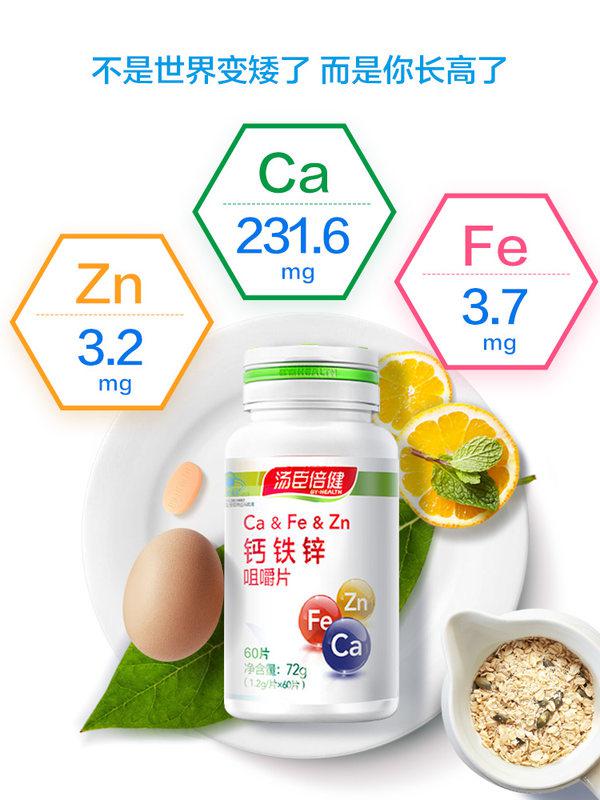 不是世界变矮了 而是你长高了
Ca
231.6
mg
Zn
3.2
mg
Fe
3.7
mg
BY-HEALTH
汤臣倍健
BY-HEALTH
Ca & Fe & Zn
钙铁锌
咀嚼片
Zn
Fe
Ca
60片
净含量：72g
（1.2g/片×60片）